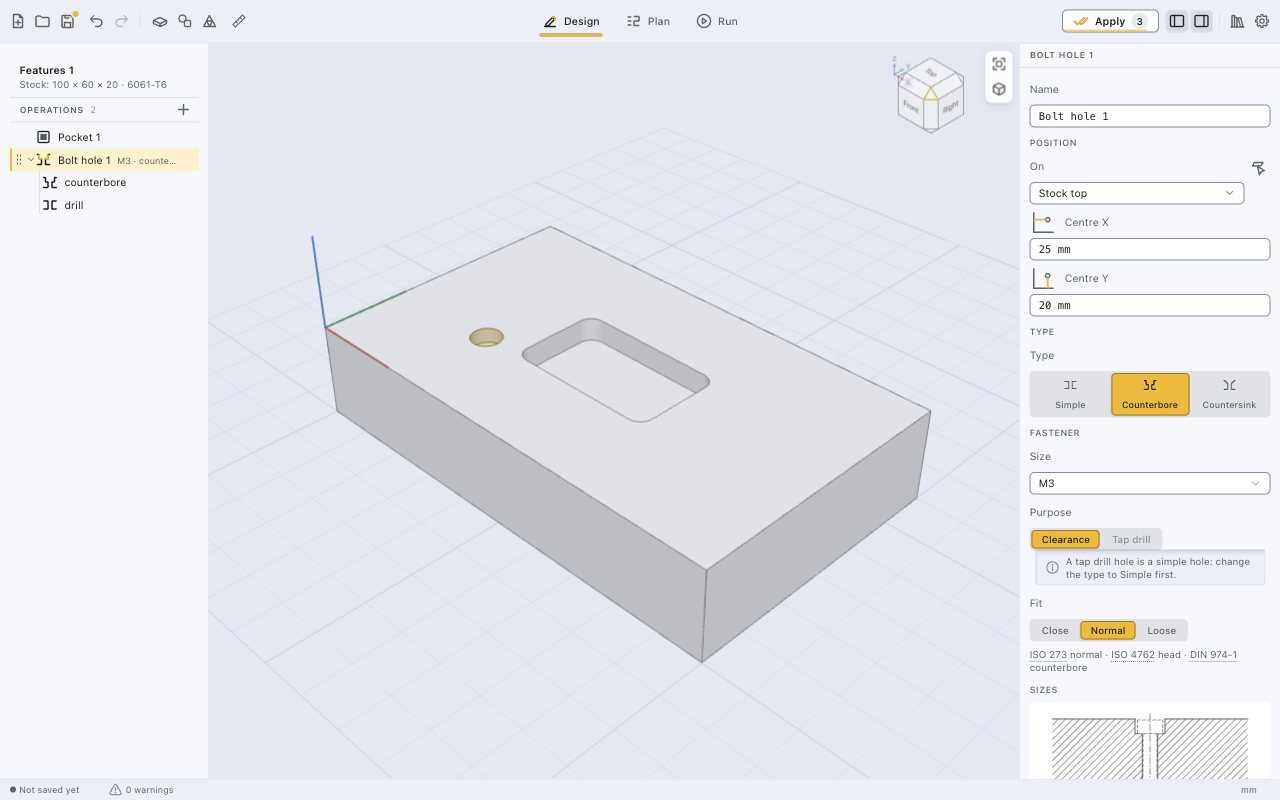 Design
Plan
Run
Apply 3
Features 1
Stock: 100 × 60 × 20 · 6061-T6
OPERATIONS 2
Pocket 1
Bolt hole 1 M3 · counte…
counterbore
drill
Z
Y
X
Top
Front
Right
BOLT HOLE 1
Name
Bolt hole 1
POSITION
On
Stock top
Centre X
25 mm
Centre Y
20 mm
TYPE
Type
Simple
Counterbore
Countersink
FASTENER
Size
M3
Purpose
Clearance
Tap drill
A tap drill hole is a simple hole: change
the type to Simple first.
Fit
Close
Normal
Loose
ISO 273 normal · ISO 4762 head · DIN 974-1
counterbore
SIZES
Not saved yet
0 warnings
mm